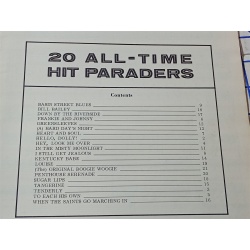 20 ALL-TIME
HIT PARADERS
Contents
BASIN STREET BLUES
BILL BAILEY
DOWN BY THE RIVERSIDE
FRANKIE AND JOHNNY
GREENSLEEVES
(A) HARD DAY'S NIGHT
HEART AND SOUL
HELLO, DOLLY!
HEY, LOOK ME OVER
IN THE MISTY MOONLIGHT
I STILL GET JEALOUS
KENTUCKY BABE
LOUISE
(The) ORIGINAL BOOGIE WOOGIE
PENTHOUSE SERENADE
SUGAR LIPS
TANGERINE
TENDERLY
TO EACH HIS OWN
WHEN THE SAINTS GO MARCHING IN